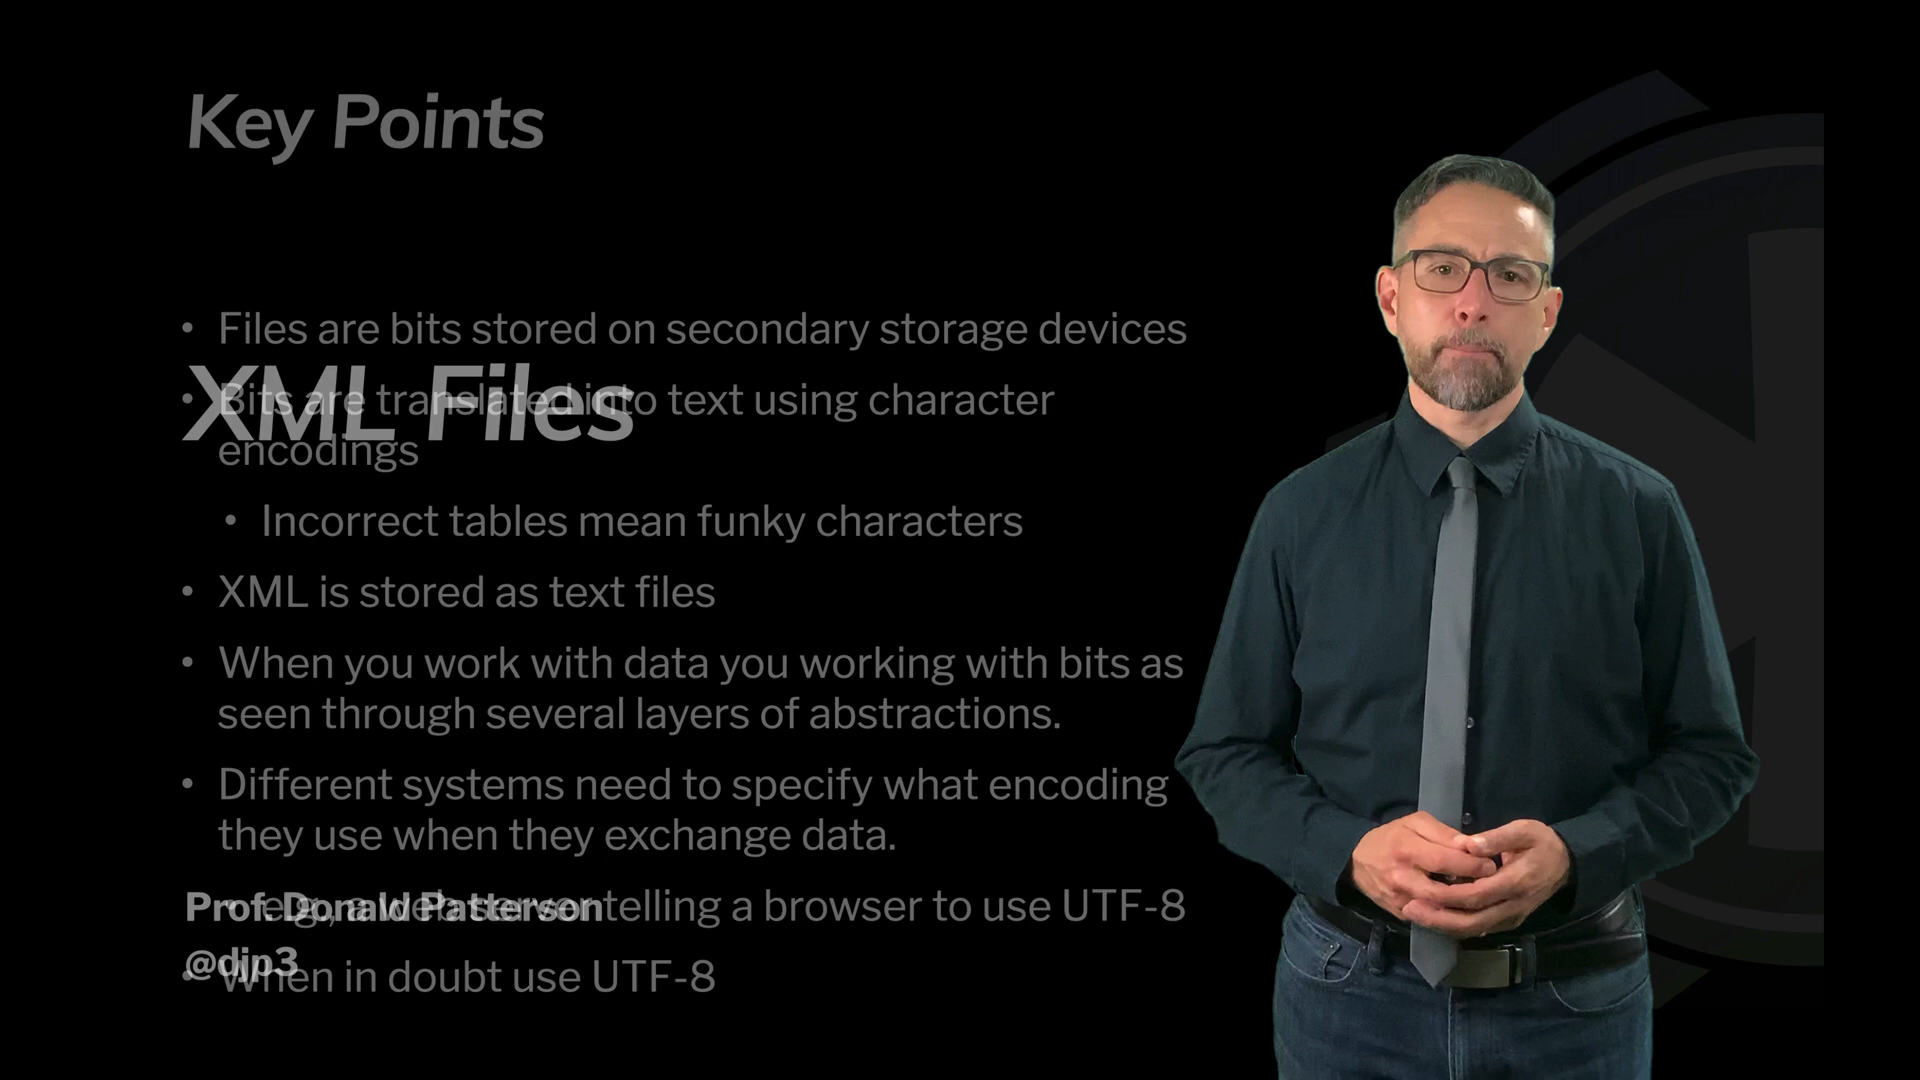 Key Points
• Files are bits stored on secondary storage devices
XML Files
• Bits are translated into text using character
encodings
• Incorrect tables mean funky characters
• XML is stored as text files
• When you work with data you working with bits as
seen through several layers of abstractions.
• Different systems need to specify what encoding
they use when they exchange data.
Prof. Donald Patterson
• e.g., a web server telling a browser to use UTF-8
@djp3
• When in doubt use UTF-8